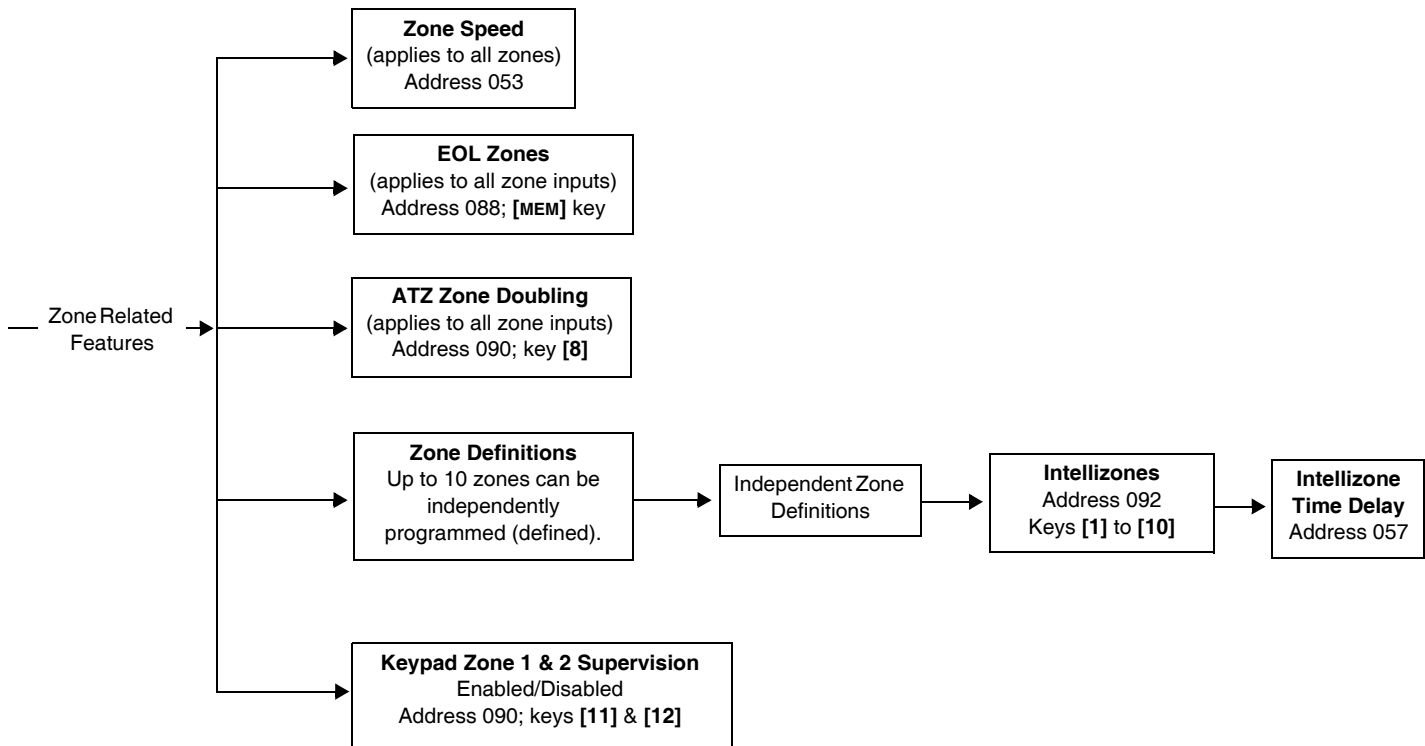 Zone Speed
(applies to all zones)
Address 053
EOL Zones
(applies to all zone inputs)
Address 088; [MEM] key
ATZ Zone Doubling
(applies to all zone inputs)
Address 090; key [8]
Zone Related
Features
Zone Definitions
Up to 10 zones can be
independently
programmed (defined).
Independent Zone
Definitions
Intellizones
Address 092
Keys [1] to [10]
Intellizone
Time Delay
Address 057
Keypad Zone 1 & 2 Supervision
Enabled/Disabled
Address 090; keys [11] & [12]